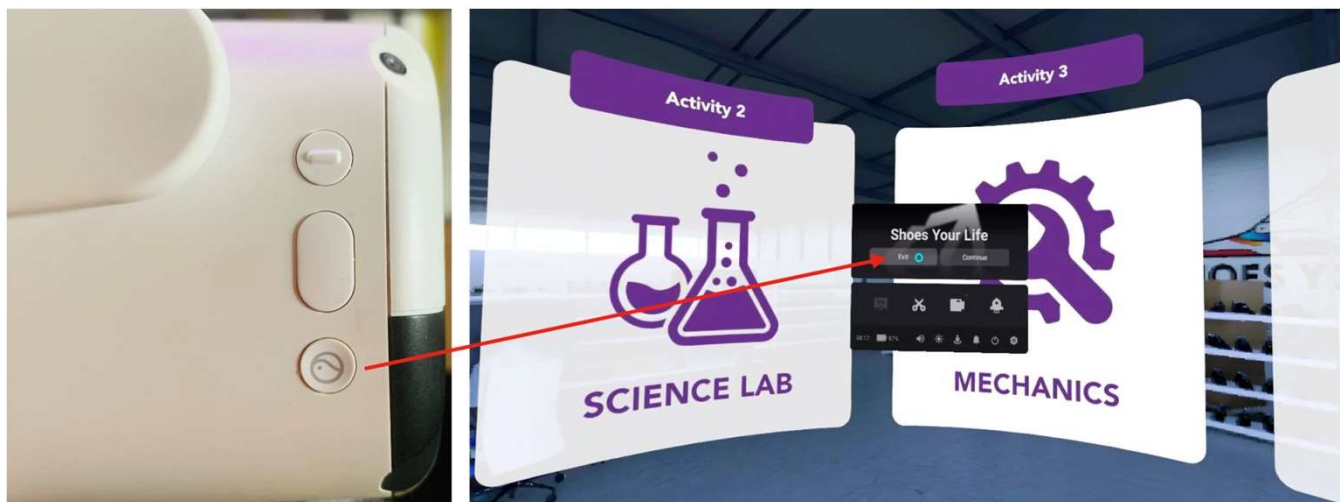 Activity 2
SCIENCE LAB
Activity 3
MECHANICS
Shoes Your Life
Exit
Continue